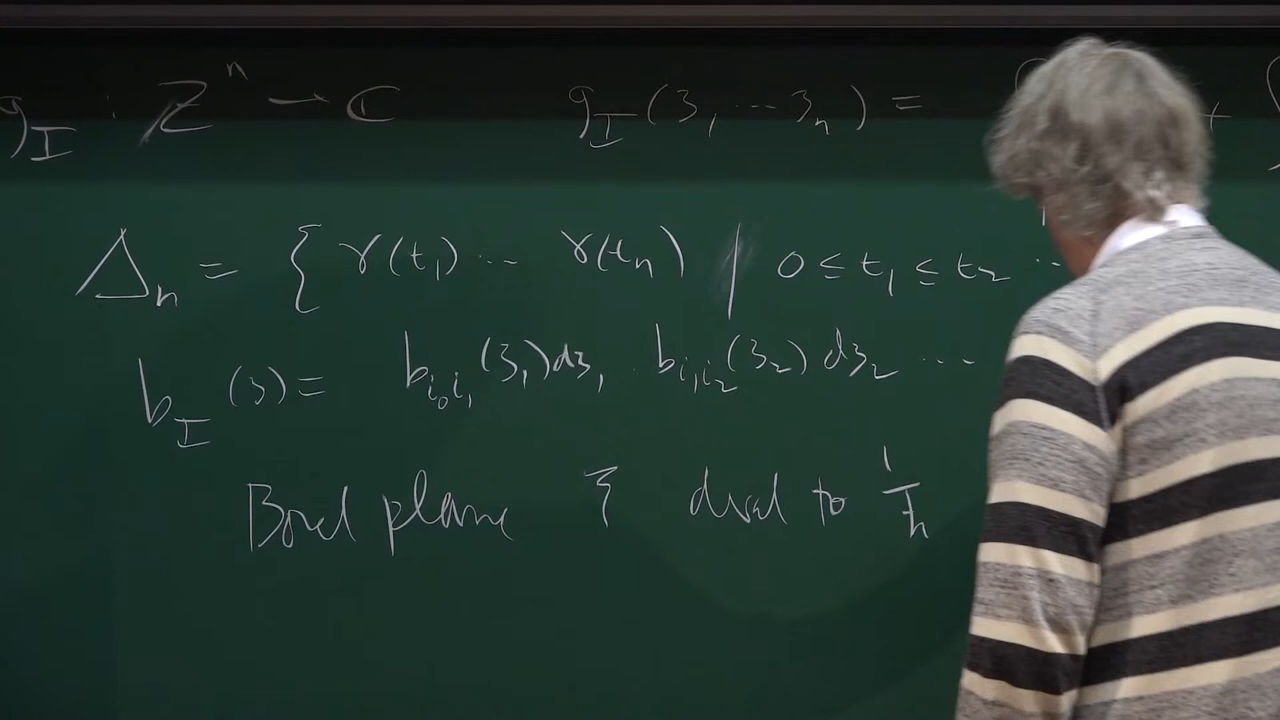 g_I : Z^n → C g_I(z_1 ··· z_n) = +
Δ_n = { γ(t_1) ··· γ(t_n) | 0 ≤ t_1 ≤ t_2 ··
b_I(z) = b_{i_0 i_1}(z_1) dz_1 . b_{i_1 i_2}(z_2) dz_2 ···
Borel plane ξ dual to 1/ħ